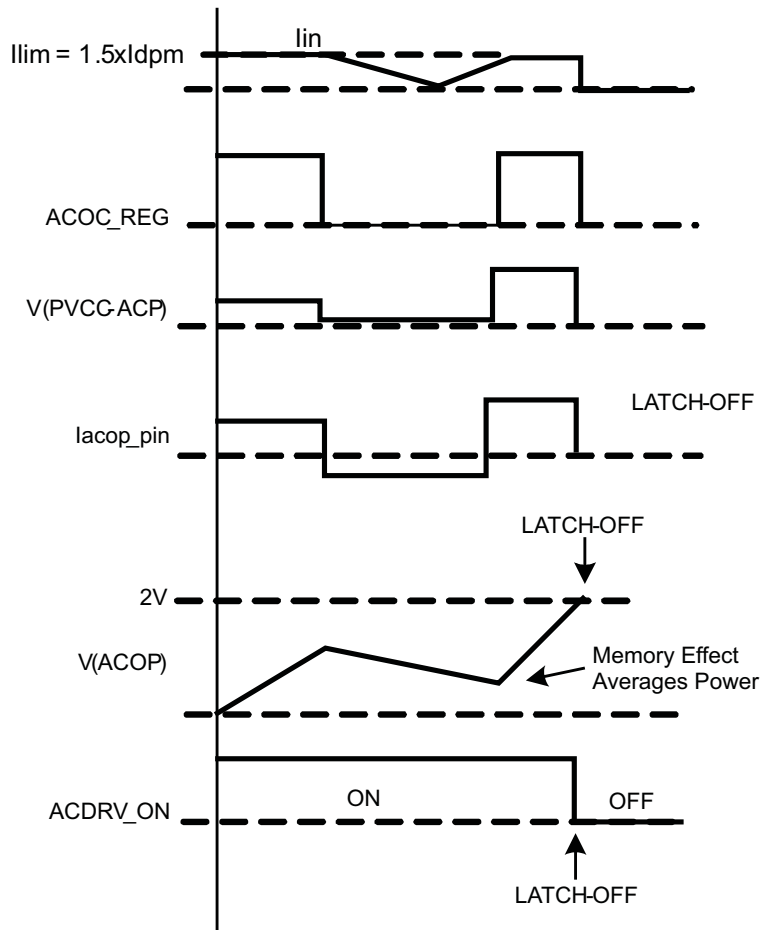 Iin
Ilim = 1.5xIdpm
ACOC_REG
V(PVCC-ACP)
LATCH-OFF
Iacop_pin
LATCH-OFF
2V
V(ACOP)
Memory Effect
Averages Power
ON
OFF
ACDRV_ON
LATCH-OFF